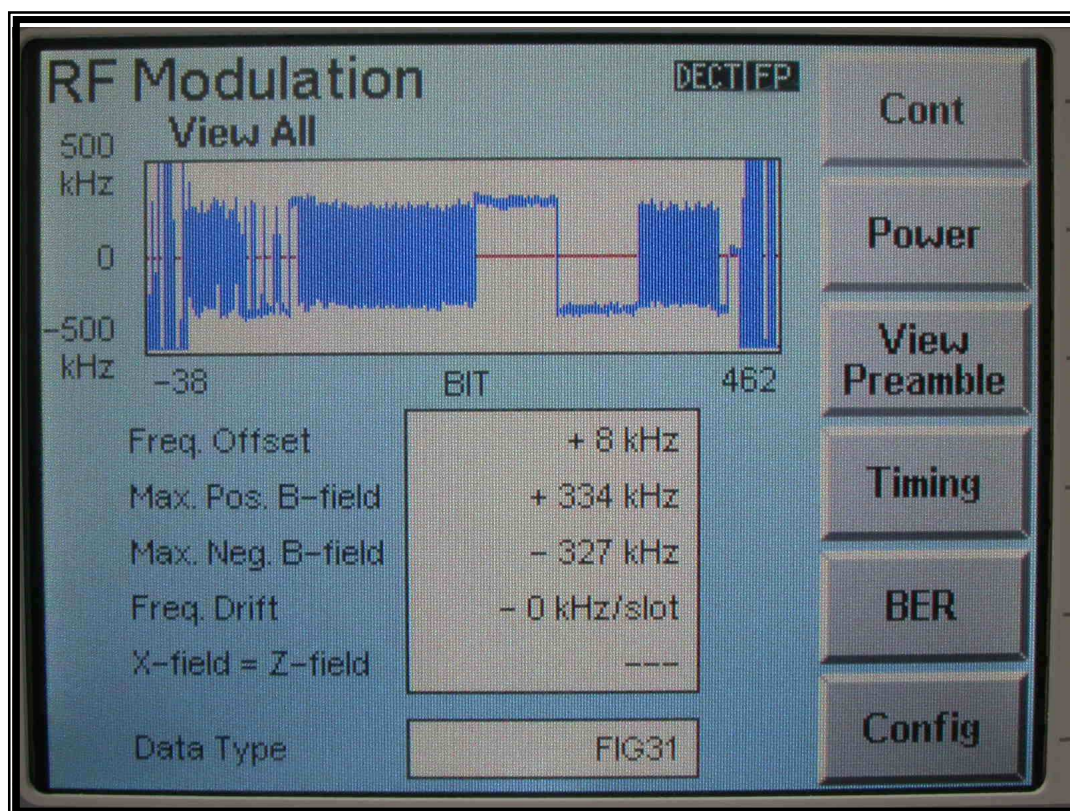 RF Modulation DECT FP
View All
500
kHz
0
-500
kHz
-38 BIT 462
Freq. Offset + 8 kHz
Max. Pos. B-field + 334 kHz
Max. Neg. B-field - 327 kHz
Freq. Drift - 0 kHz/slot
X-field = Z-field ---
Data Type FIG31
Cont
Power
View
Preamble
Timing
BER
Config